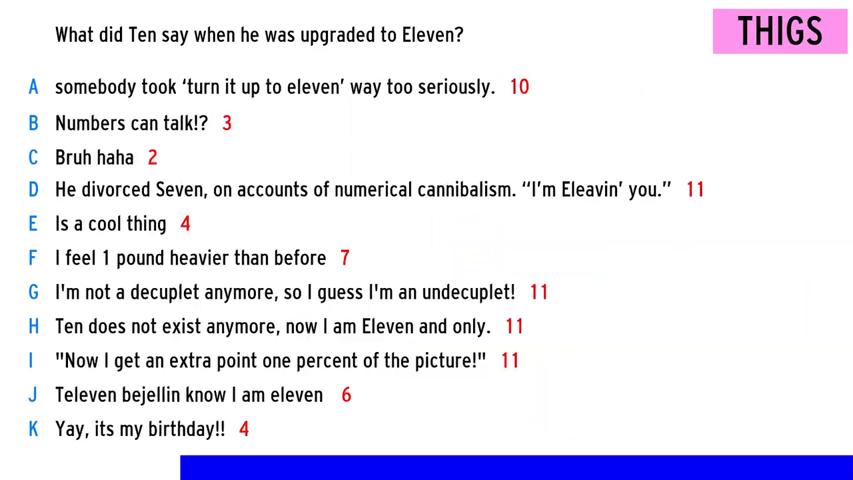 What did Ten say when he was upgraded to Eleven?
THIGS
A somebody took ‘turn it up to eleven’ way too seriously. 10
B Numbers can talk!? 3
C Bruh haha 2
D He divorced Seven, on accounts of numerical cannibalism. “I’m Eleavin’ you.” 11
E Is a cool thing 4
F I feel 1 pound heavier than before 7
G I'm not a decuplet anymore, so I guess I'm an undecuplet! 11
H Ten does not exist anymore, now I am Eleven and only. 11
I "Now I get an extra point one percent of the picture!" 11
J Televen bejellin know I am eleven 6
K Yay, its my birthday!! 4